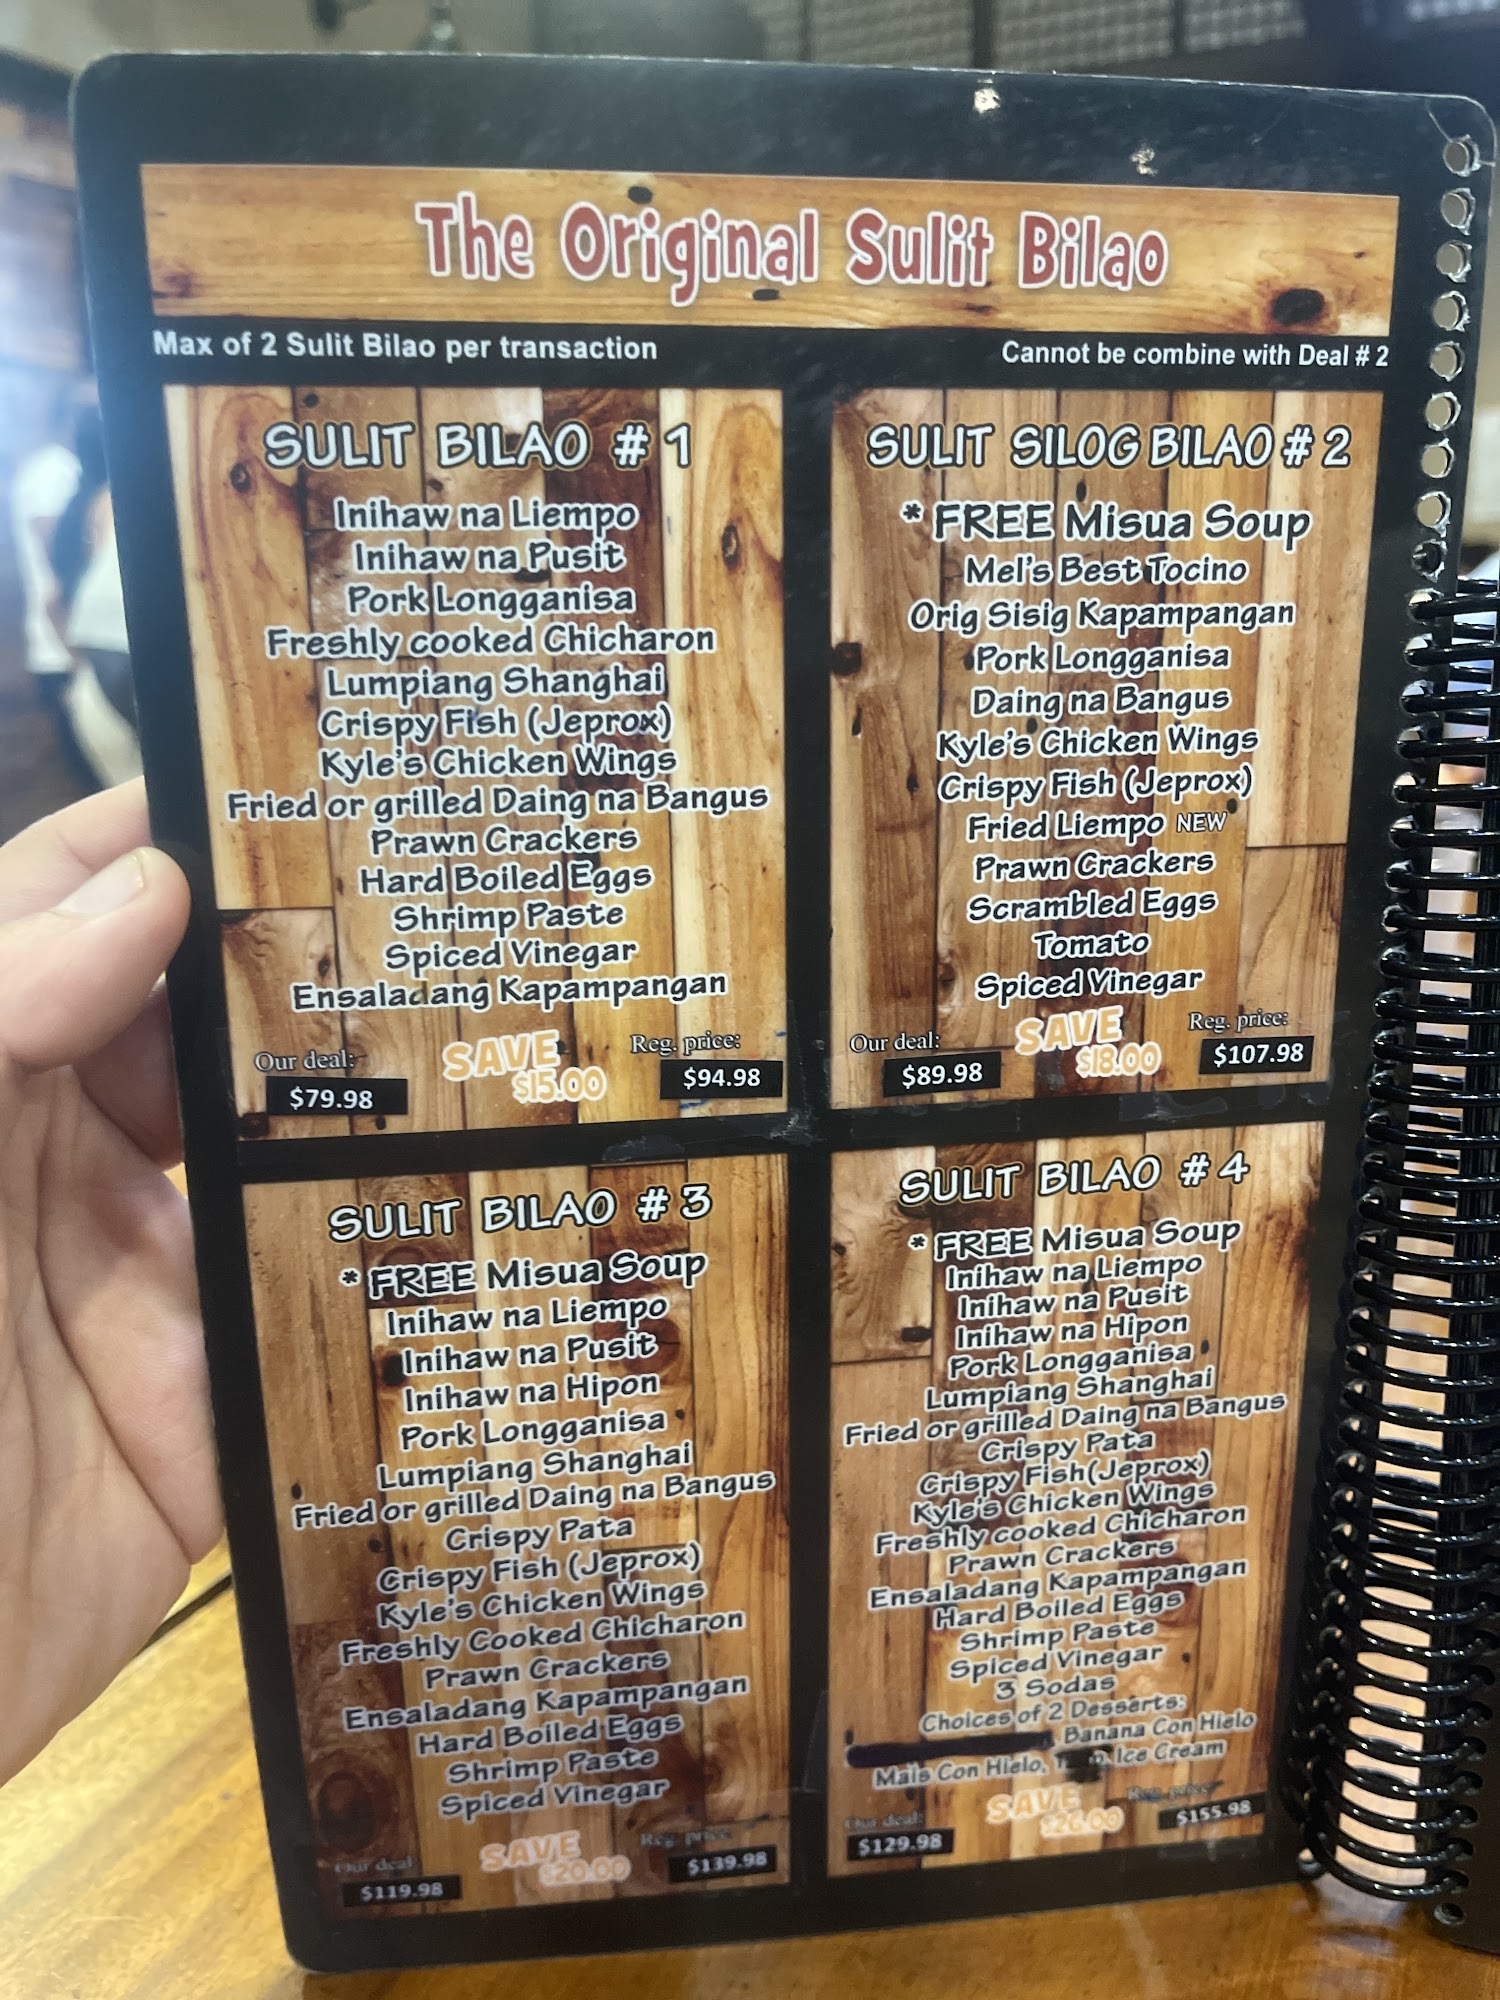 The Original Sulit Bilao
Max of 2 Sulit Bilao per transaction
Cannot be combine with Deal # 2
SULIT BILAO # 1
Inihaw na Liempo
Inihaw na Pusit
Pork Longganisa
Freshly cooked Chicharon
Lumpiang Shanghai
Crispy Fish (Jeprox)
Kyle's Chicken Wings
Fried or grilled Daing na Bangus
Prawn Crackers
Hard Boiled Eggs
Shrimp Paste
Spiced Vinegar
Ensaladang Kapampangan
Our deal:
$79.98
SAVE
$15.00
Reg. price:
$94.98
SULIT SILOG BILAO # 2
* FREE Misua Soup
Mel's Best Tocino
Orig Sisig Kapampangan
Pork Longganisa
Daing na Bangus
Kyle's Chicken Wings
Crispy Fish (Jeprox)
Fried Liempo NEW
Prawn Crackers
Scrambled Eggs
Tomato
Spiced Vinegar
Our deal:
$89.98
SAVE
$18.00
Reg. price:
$107.98
SULIT BILAO # 3
* FREE Misua Soup
Inihaw na Liempo
Inihaw na Pusit
Inihaw na Hipon
Pork Longganisa
Lumpiang Shanghai
Fried or grilled Daing na Bangus
Crispy Pata
Crispy Fish (Jeprox)
Kyle's Chicken Wings
Freshly Cooked Chicharon
Prawn Crackers
Ensaladang Kapampangan
Hard Boiled Eggs
Shrimp Paste
Spiced Vinegar
Our deal
$119.98
SAVE
$20.00
Reg. price:
$139.98
SULIT BILAO # 4
* FREE Misua Soup
Inihaw na Liempo
Inihaw na Pusit
Inihaw na Hipon
Pork Longganisa
Lumpiang Shanghai
Fried or grilled Daing na Bangus
Crispy Pata
Crispy Fish(Jeprox)
Kyle's Chicken Wings
Freshly cooked Chicharon
Prawn Crackers
Ensaladang Kapampangan
Hard Boiled Eggs
Shrimp Paste
Spiced Vinegar
3 Sodas
Choices of 2 Desserts:
Banana Con Hielo
Mais Con Hielo, Ice Cream
Our deal:
$129.98
SAVE
$26.00
Reg. price:
$155.98